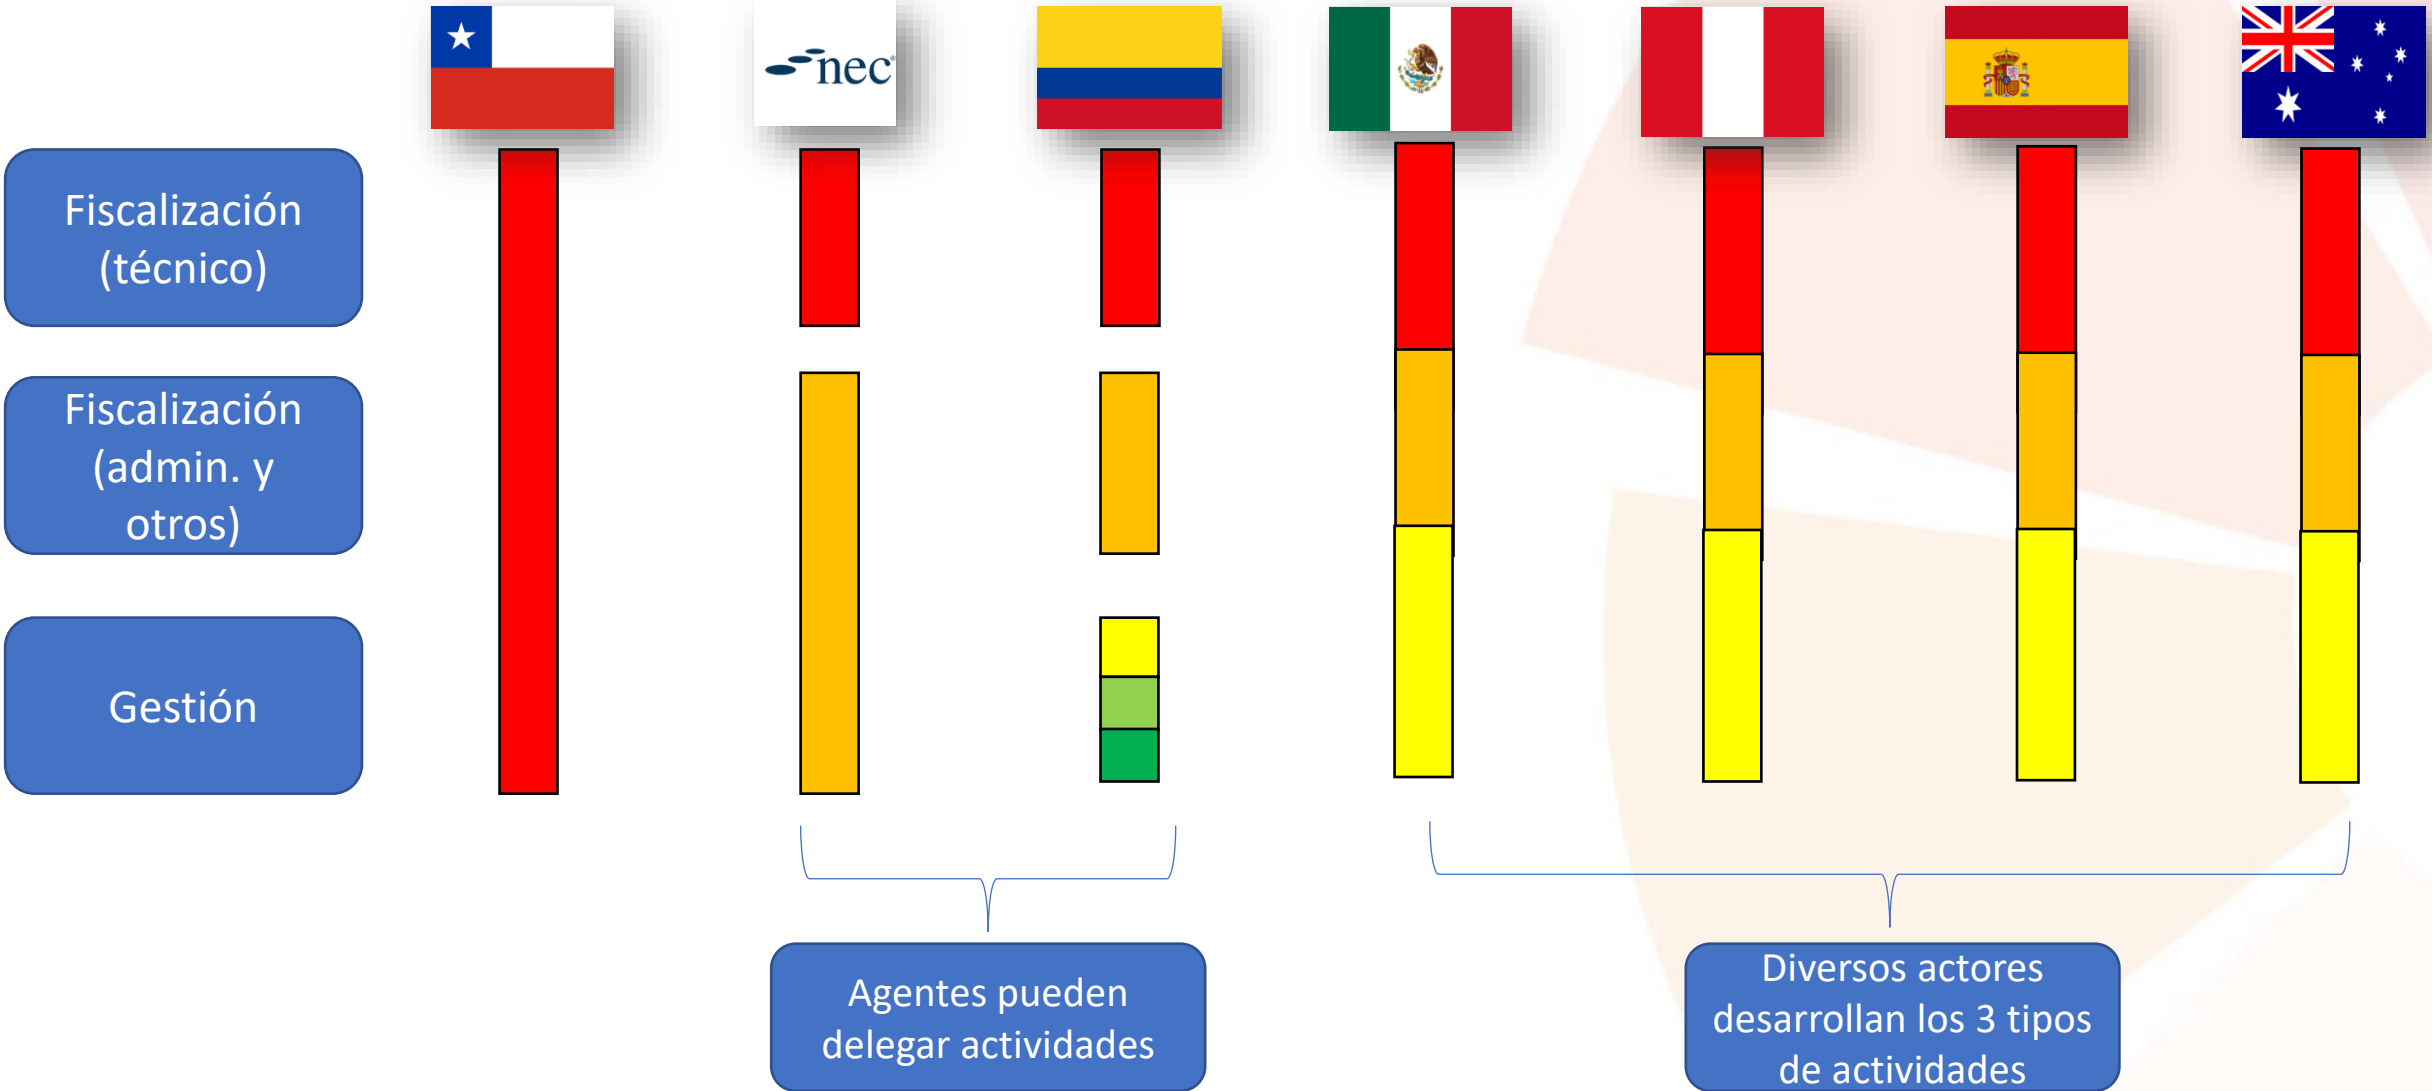 nec
Fiscalización
(técnico)
Fiscalización
(admin. y
otros)
Gestión
Agentes pueden
delegar actividades
Diversos actores
desarrollan los 3 tipos
de actividades